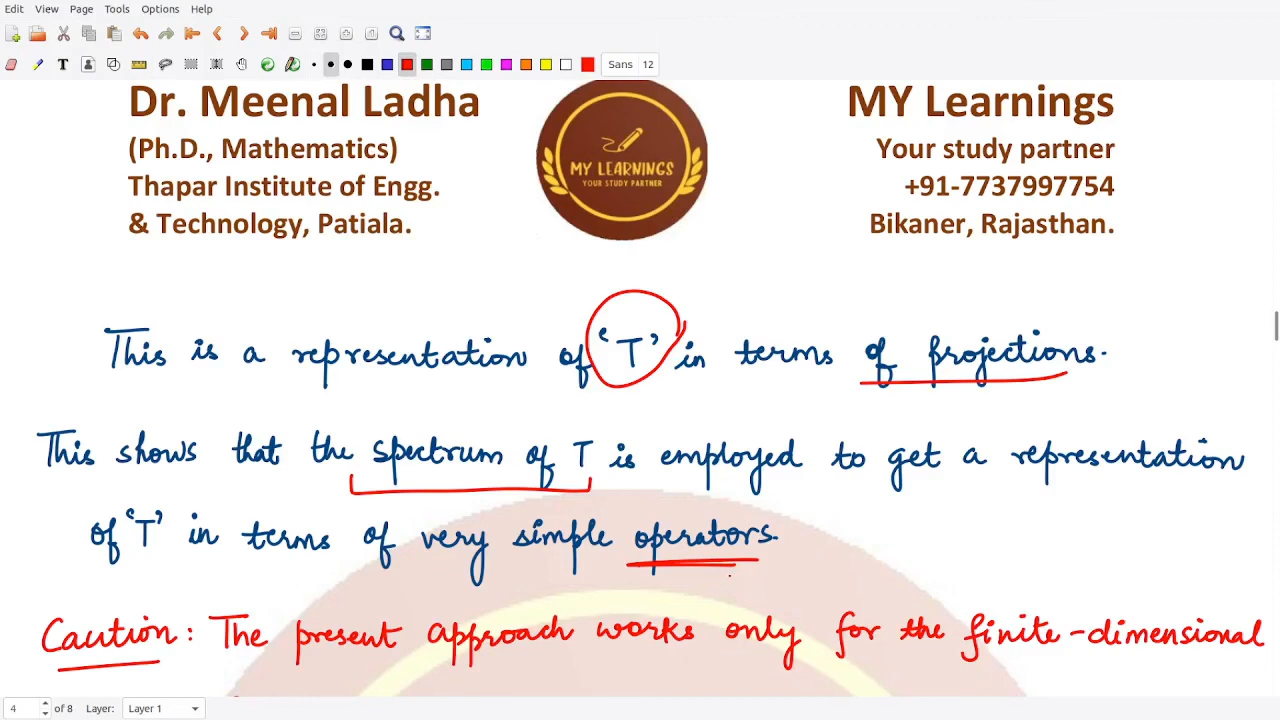 Edit View Page Tools Options Help
T Sans 12
Dr. Meenal Ladha
(Ph.D., Mathematics)
Thapar Institute of Engg.
& Technology, Patiala.
MY LEARNINGS
YOUR STUDY PARTNER
MY Learnings
Your study partner
+91-7737997754
Bikaner, Rajasthan.
This is a representation of 'T' in terms of projections.
This shows that the spectrum of T is employed to get a representation
of 'T' in terms of very simple operators.
Caution: The present approach works only for the finite-dimensional
4 of 8 Layer: Layer 1